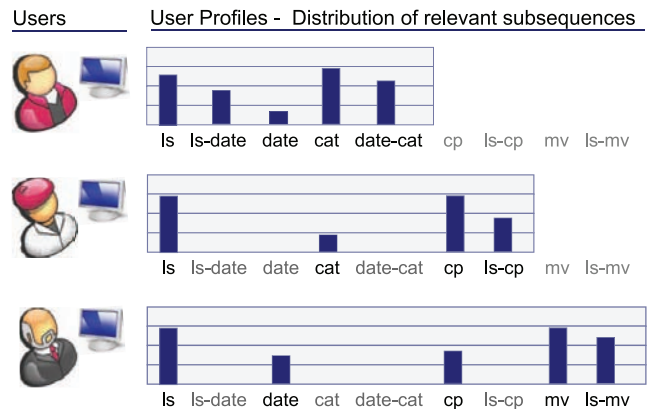 Users User Profiles - Distribution of relevant subsequences
ls ls-date date cat date-cat cp ls-cp mv ls-mv
ls ls-date date cat date-cat cp ls-cp mv ls-mv
ls ls-date date cat date-cat cp ls-cp mv ls-mv